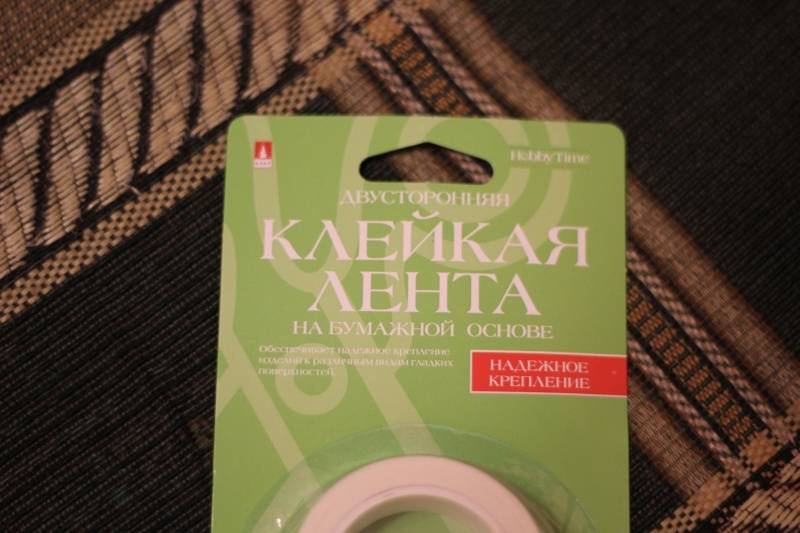 HobbyTime
ДВУСТОРОННЯЯ
КЛЕЙКАЯ
ЛЕНТА
НА БУМАЖНОЙ ОСНОВЕ
Обеспечивает надежное крепление
изделий к различным видам гладких
поверхностей.
НАДЕЖНОЕ
КРЕПЛЕНИЕ